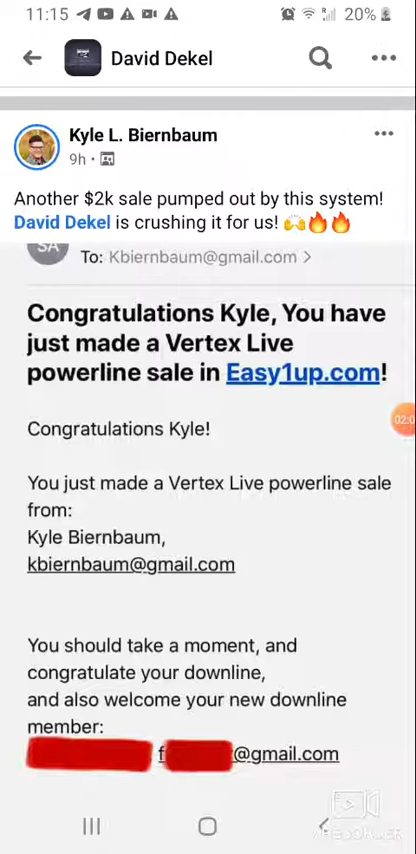 11:15 20%
David Dekel
Kyle L. Biernbaum
9h
Another $2k sale pumped out by this system!
David Dekel is crushing it for us! 🙌🔥🔥
SA
To: Kbiernbaum@gmail.com >
Congratulations Kyle, You have
just made a Vertex Live
powerline sale in Easy1up.com!
02:0
Congratulations Kyle!
You just made a Vertex Live powerline sale
from:
Kyle Biernbaum,
kbiernbaum@gmail.com
You should take a moment, and
congratulate your downline,
and also welcome your new downline
member:
f @gmail.com